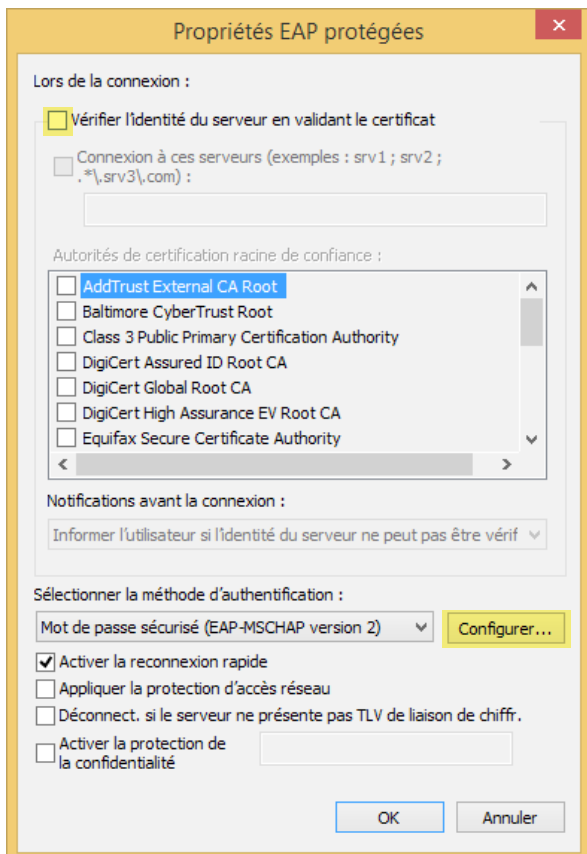 Propriétés EAP protégées
Lors de la connexion :
Vérifier l'identité du serveur en validant le certificat
Connexion à ces serveurs (exemples : srv1 ; srv2 ;
.*\.srv3\.com) :
Autorités de certification racine de confiance :
AddTrust External CA Root
Baltimore CyberTrust Root
Class 3 Public Primary Certification Authority
DigiCert Assured ID Root CA
DigiCert Global Root CA
DigiCert High Assurance EV Root CA
Equifax Secure Certificate Authority
Notifications avant la connexion :
Informer l'utilisateur si l'identité du serveur ne peut pas être vérif
Sélectionner la méthode d'authentification :
Mot de passe sécurisé (EAP-MSCHAP version 2) Configurer...
Activer la reconnexion rapide
Appliquer la protection d'accès réseau
Déconnect. si le serveur ne présente pas TLV de liaison de chiffr.
Activer la protection de
la confidentialité
OK Annuler